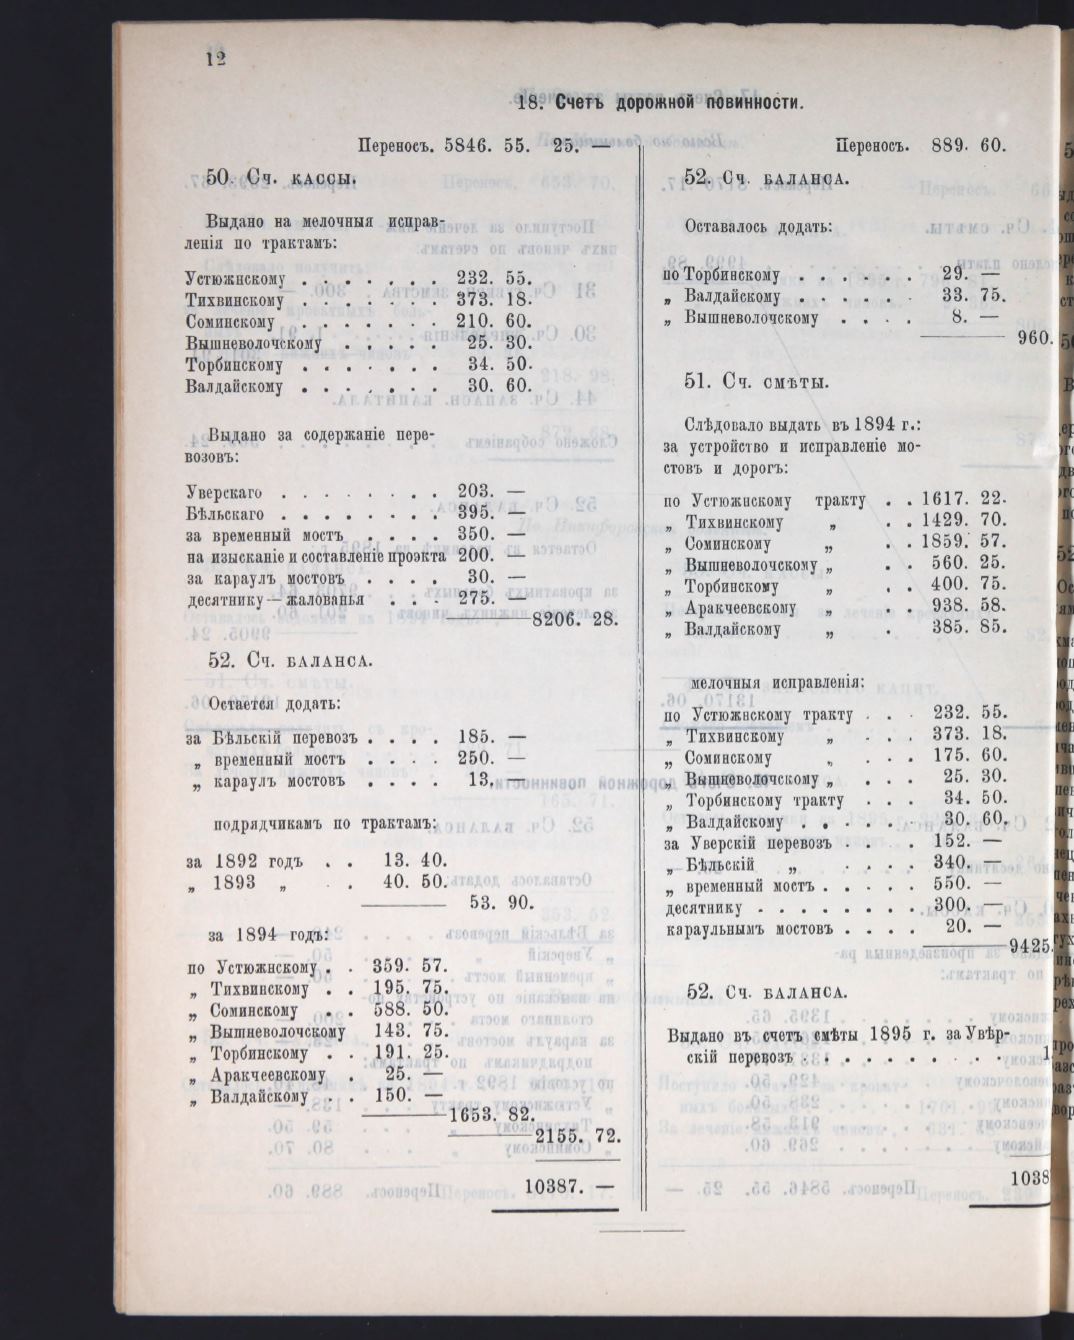 12
18. Счетъ дорожной повинности.
Переносъ. 5846. 55. 25. —
50. Сч. кассы.
Выдано на мелочныя исправ-
ленія по трактамъ:
Устюжнскому . . . . . . . 232. 55.
Тихвинскому . . . . . . . 373. 18.
Соминскому . . . . . . . 210. 60.
Вышневолочскому . . . . . 25. 30.
Торбинскому . . . . . . . 34. 50.
Валдайскому . . . . . . . 30. 60.
Выдано за содержаніе пере-
возовъ:
Уверскаго . . . . . . . . 203. —
Бѣльскаго . . . . . . . . 395. —
за временный мостъ . . . . 350. —
на изысканіе и составленіе проэкта 200. —
за караулъ мостовъ . . . . 30. —
десятнику — жалованья . . . 275. —
8206. 28.
52. Сч. баланса.
Остается додать:
за Бѣльскій перевозъ . . . . 185. —
„ временный мостъ . . . . 250. —
„ караулъ мостовъ . . . . 13. —
подрядчикамъ по трактамъ:
за 1892 годъ . . 13. 40.
„ 1893 „ . 40. 50.
53. 90.
за 1894 годъ:
по Устюжнскому . . 359. 57.
„ Тихвинскому . . 195. 75.
„ Соминскому . . 588. 50.
„ Вышневолочскому 143. 75.
„ Торбинскому . . 191. 25.
„ Аракчеевскому . 25. —
„ Валдайскому . . 150. —
1653. 82.
2155. 72.
10387. —
Переносъ. 889. 60.
52. Сч. баланса.
Оставалось додать:
по Торбинскому . . . . . . 29. —
„ Валдайскому . . . . . . 33. 75.
„ Вышневолочскому . . . . 8. —
960.
51. Сч. смѣты.
Слѣдовало выдать въ 1894 г.:
за устройство и исправленіе мо-
стовъ и дорогъ:
по Устюжнскому тракту . . 1617. 22.
„ Тихвинскому „ . . 1429. 70.
„ Соминскому „ . . 1859. 57.
„ Вышневолочскому „ . . 560. 25.
„ Торбинскому „ . . 400. 75.
„ Аракчеевскому „ . . 938. 58.
„ Валдайскому „ . 385. 85.
мелочныя исправленія:
по Устюжнскому тракту . . . 232. 55.
„ Тихвинскому „ . . . 373. 18.
„ Соминскому „ . . . 175. 60.
„ Вышневолочскому „ . . . 25. 30.
„ Торбинскому тракту . . . 34. 50.
„ Валдайскому . . . . . . 30. 60.
за Уверскій перевозъ . . . . 152. —
„ Бѣльскій „ . . . . 340. —
„ временный мостъ . . . . . 550. —
десятнику . . . . . . . . 300. —
караульнымъ мостовъ . . . . 20. —
9425.
52. Сч. баланса.
Выдано въ счетъ смѣты 1895 г. за Увѣр-
скій перевозъ . . . . . . . . . . 1
1038